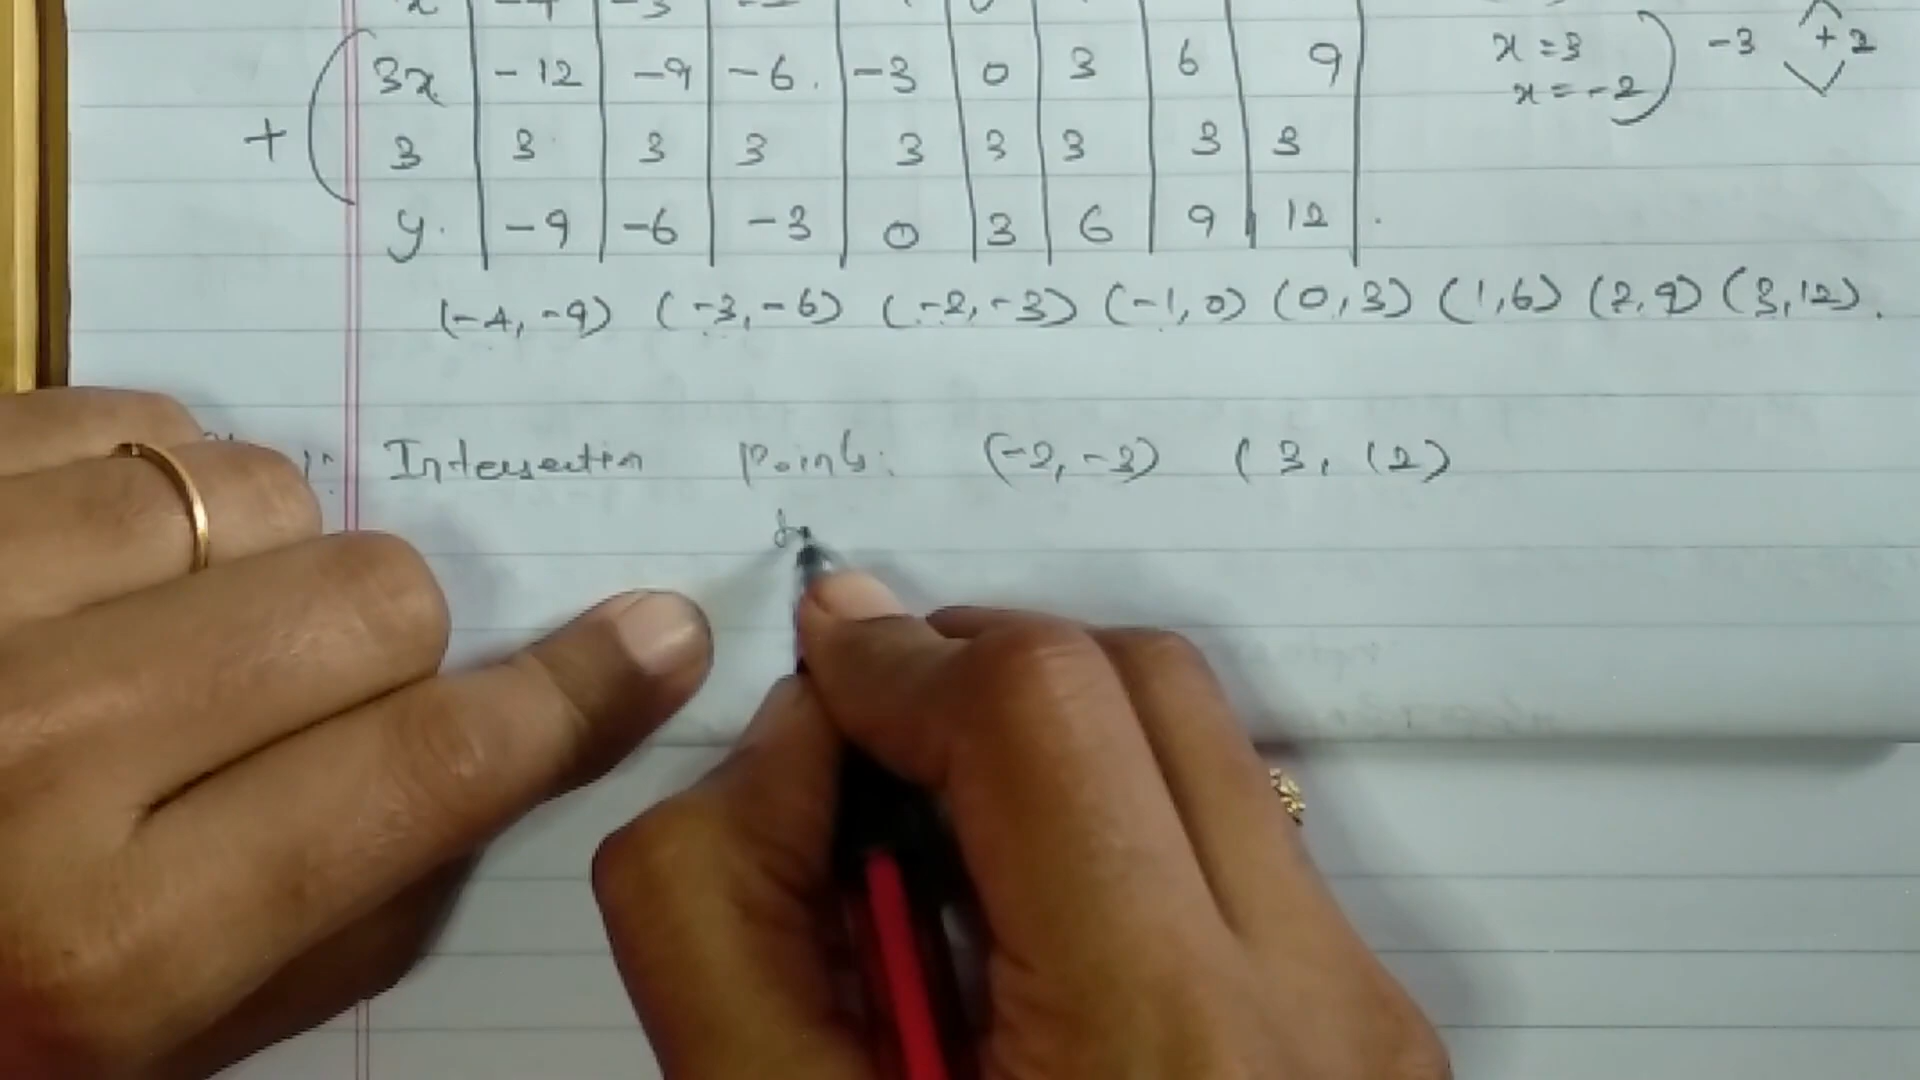 3x | -12 | -9 | -6 | -3 | 0 | 3 | 6 | 9
+ ( 3 | 3 | 3 | 3 | 3 | 3 | 3 | 3 | 3
y. | -9 | -6 | -3 | 0 | 3 | 6 | 9 | 12
(-4, -9) (-3, -6) (-2, -3) (-1, 0) (0, 3) (1, 6) (2, 9) (3, 12).
Intersection points: (-2, -3) (3, 12)
x = 3
x = -2 ) -3 +2